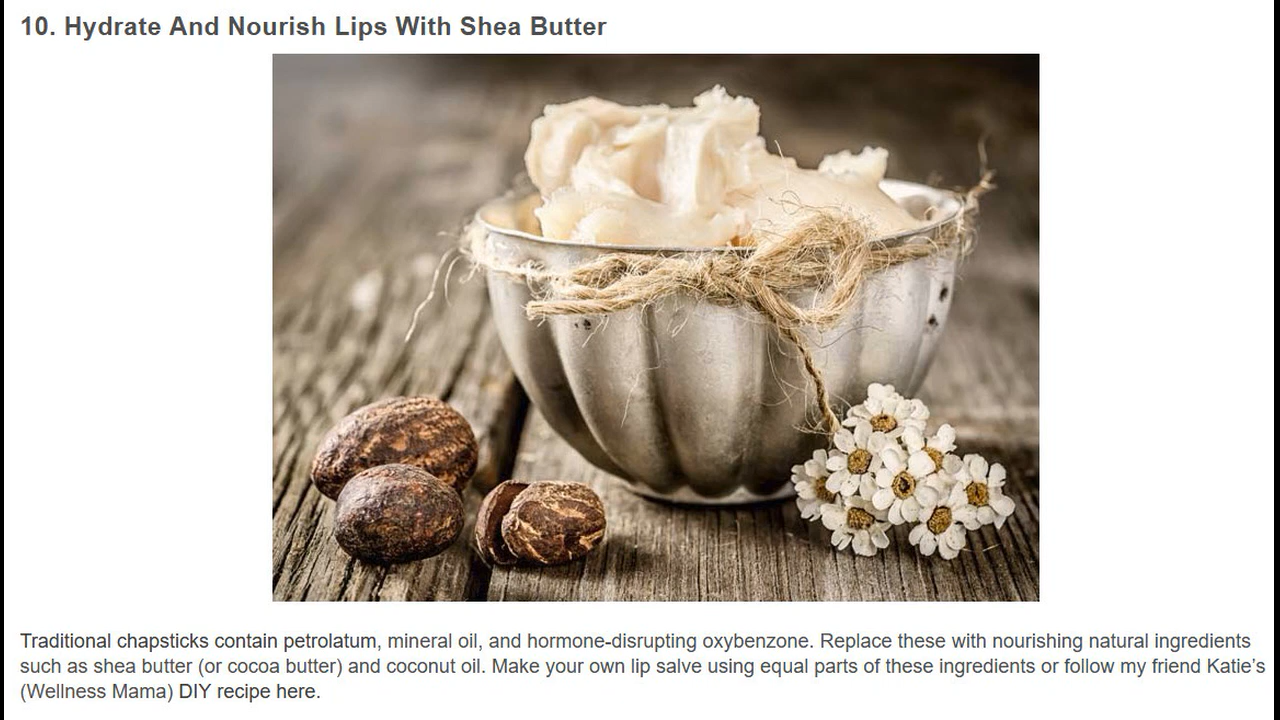 10. Hydrate And Nourish Lips With Shea Butter
Traditional chapsticks contain petrolatum, mineral oil, and hormone-disrupting oxybenzone. Replace these with nourishing natural ingredients
such as shea butter (or cocoa butter) and coconut oil. Make your own lip salve using equal parts of these ingredients or follow my friend Katie’s
(Wellness Mama) DIY recipe here.